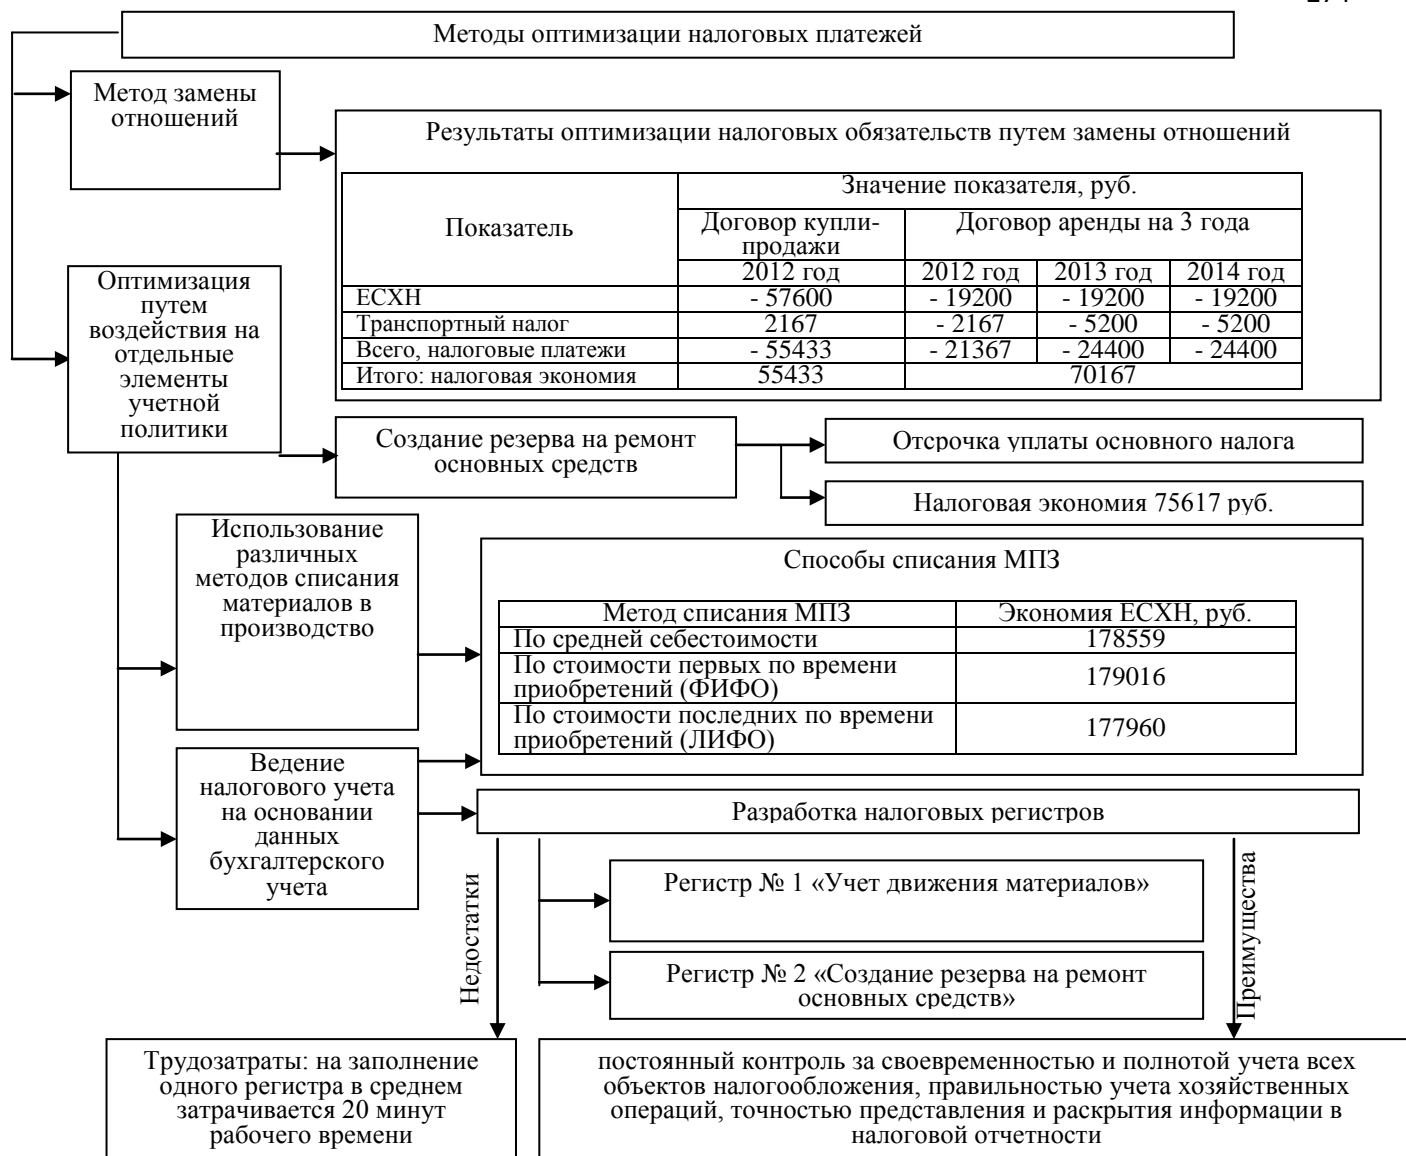 Методы оптимизации налоговых платежей
Метод замены
отношений
Результаты оптимизации налоговых обязательств путем замены отношений
Показатель
Значение показателя, руб.
Договор купли-
продажи
Договор аренды на 3 года
2012 год
2012 год
2013 год
2014 год
ЕСХН
- 57600
- 19200
- 19200
- 19200
Транспортный налог
2167
- 2167
- 5200
- 5200
Всего, налоговые платежи
- 55433
- 21367
- 24400
- 24400
Итого: налоговая экономия
55433
70167
Оптимизация
путем
воздействия на
отдельные
элементы
учетной
политики
Создание резерва на ремонт
основных средств
Отсрочка уплаты основного налога
Налоговая экономия 75617 руб.
Использование
различных
методов списания
материалов в
производство
Способы списания МПЗ
Метод списания МПЗ
Экономия ЕСХН, руб.
По средней себестоимости
178559
По стоимости первых по времени
приобретений (ФИФО)
179016
По стоимости последних по времени
приобретений (ЛИФО)
177960
Ведение
налогового учета
на основании
данных
бухгалтерского
учета
Разработка налоговых регистров
Недостатки
Регистр № 1 «Учет движения материалов»
Регистр № 2 «Создание резерва на ремонт
основных средств»
Преимущества
Трудозатраты: на заполнение
одного регистра в среднем
затрачивается 20 минут
рабочего времени
постоянный контроль за своевременностью и полнотой учета всех
объектов налогообложения, правильностью учета хозяйственных
операций, точностью представления и раскрытия информации в
налоговой отчетности